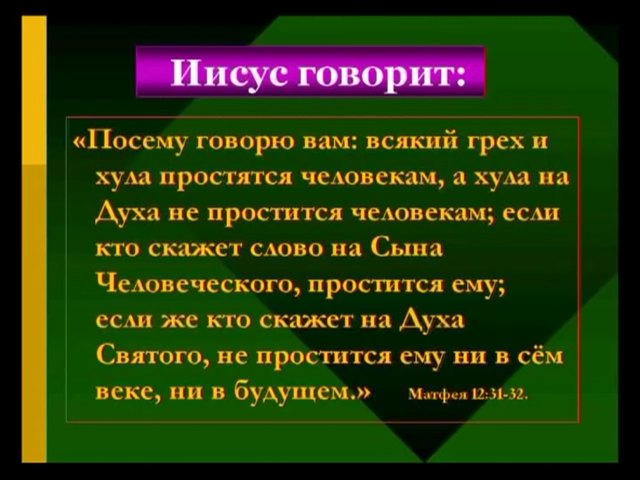 Иисус говорит:
«Посему говорю вам: всякий грех и
хула простятся человекам, а хула на
Духа не простится человекам; если
кто скажет слово на Сына
Человеческого, простится ему;
если же кто скажет на Духа
Святого, не простится ему ни в сём
веке, ни в будущем.» Матфея 12:31-32.